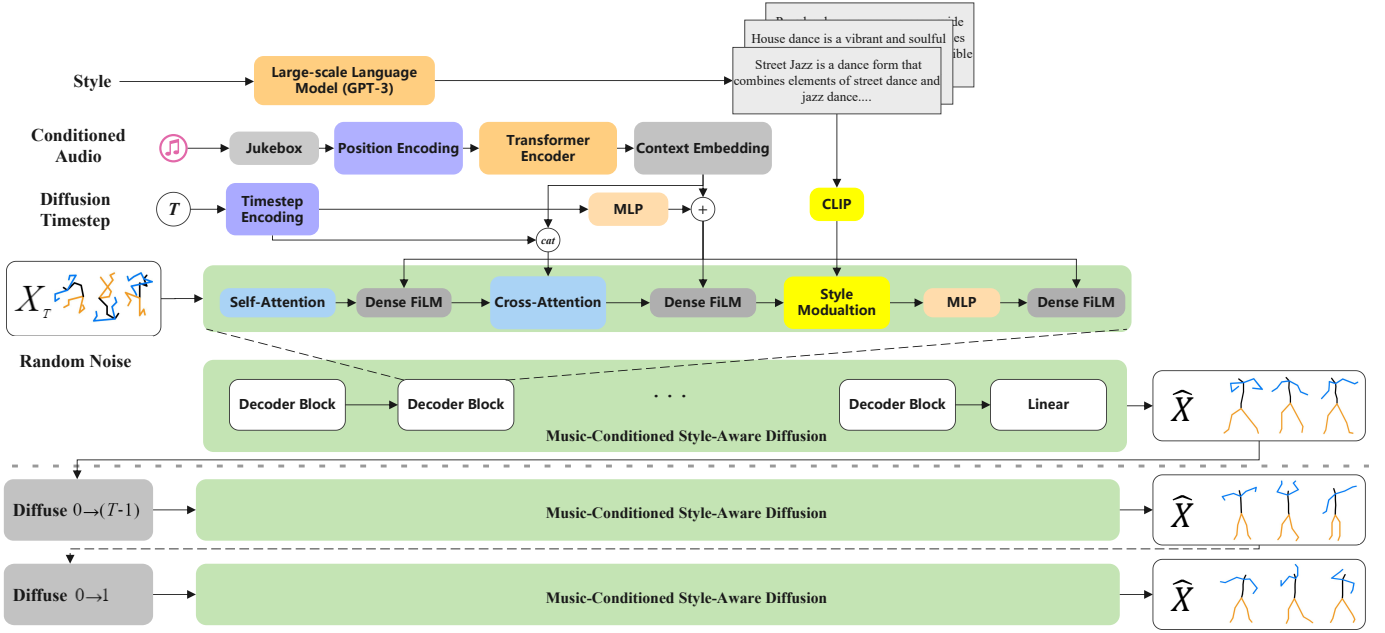 House dance is a vibrant and soulful
Street Jazz is a dance form that
combines elements of street dance and
jazz dance....
Style
Large-scale Language
Model (GPT-3)
Conditioned
Audio
Jukebox
Position Encoding
Transformer
Encoder
Context Embedding
Diffusion
Timestep
T
Timestep
Encoding
MLP
+
CLIP
cat
X_T
Self-Attention
Dense FiLM
Cross-Attention
Dense FiLM
Style
Modualtion
MLP
Dense FiLM
Random Noise
Decoder Block
Decoder Block
. . .
Decoder Block
Linear
Music-Conditioned Style-Aware Diffusion
X̂
Diffuse 0→(T-1)
Music-Conditioned Style-Aware Diffusion
X̂
Diffuse 0→1
Music-Conditioned Style-Aware Diffusion
X̂